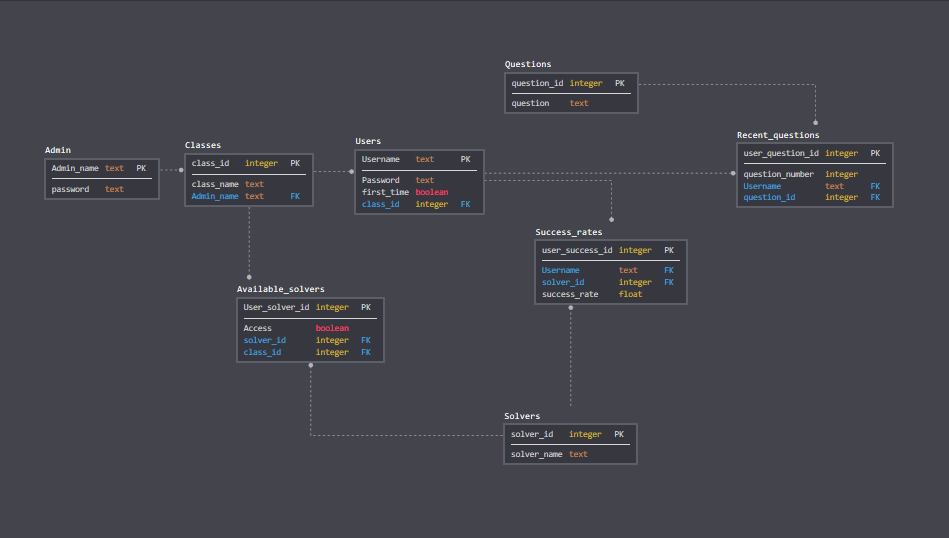 Questions
question_id integer PK
question text
Recent_questions
user_question_id integer PK
question_number integer
Username text FK
question_id integer FK
Users
Username text PK
Password text
first_time boolean
class_id integer FK
Classes
class_id integer PK
class_name text
Admin_name text FK
Admin
Admin_name text PK
password text
Success_rates
user_success_id integer PK
Username text FK
solver_id integer FK
success_rate float
Available_solvers
User_solver_id integer PK
Access boolean
solver_id integer FK
class_id integer FK
Solvers
solver_id integer PK
solver_name text